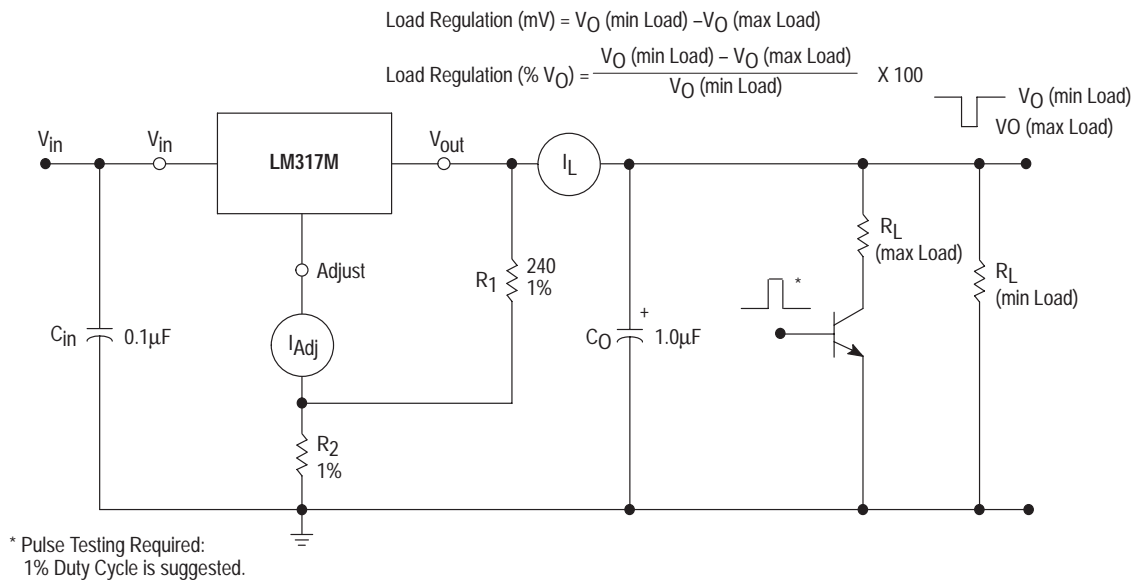 Load Regulation (mV) = VO (min Load) –VO (max Load)
Load Regulation (% VO) = VO (min Load) – VO (max Load)
VO (min Load)
X 100
VO (min Load)
VO (max Load)
Vin
Vin
LM317M
Vout
IL
RL
(max Load)
Adjust
R1
240
1%
*
RL
(min Load)
Cin
0.1µF
IAdj
+
CO
1.0µF
R2
1%
* Pulse Testing Required:
1% Duty Cycle is suggested.